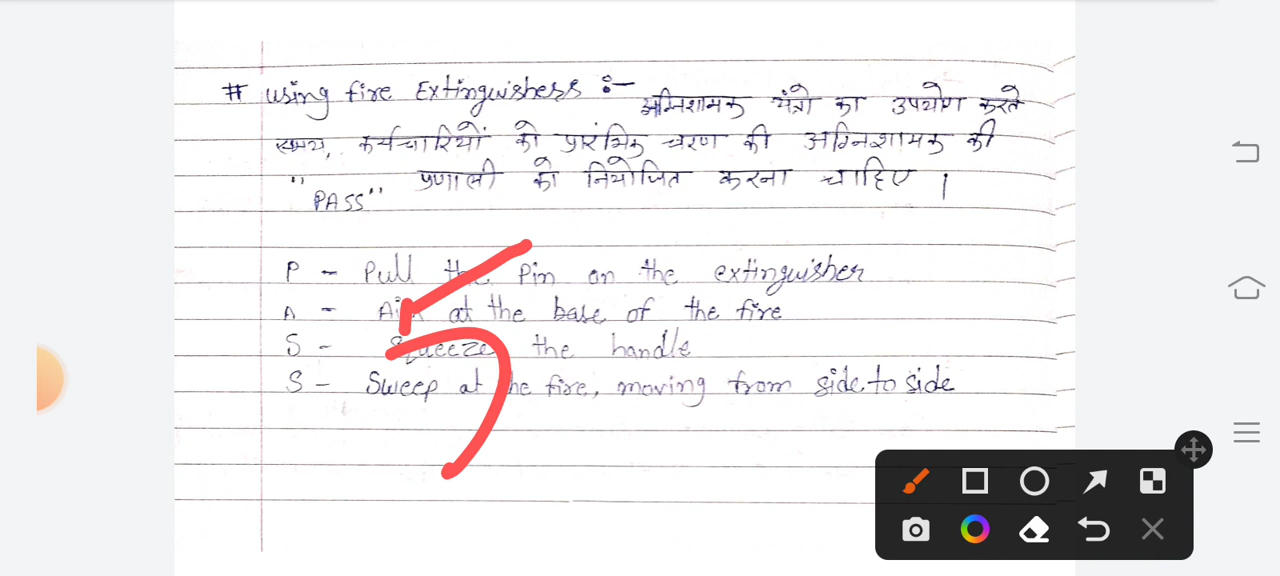 # Using fire Extinguishers :- अग्निशामक यंत्रो का उपयोग करते
समय, कर्मचारियों को प्रारंभिक चरण की अग्निशामक की
"PASS" प्रणाली को नियोजित करना चाहिए ।
P - Pull the Pin on the extinguisher
A - Aim at the base of the fire
S - Squeeze the handle
S - Sweep at the fire, moving from side to side
5